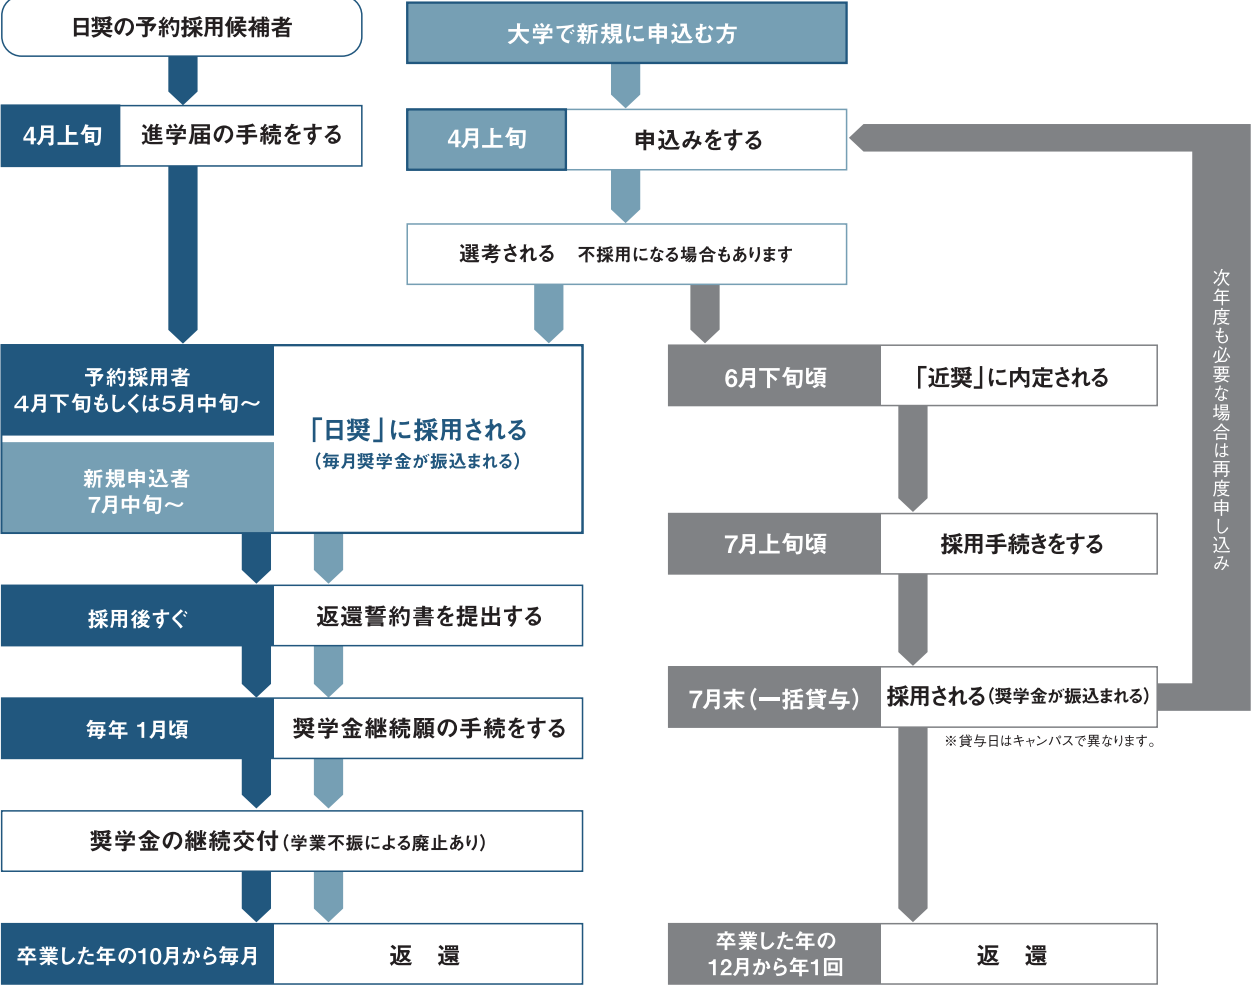 日奨の予約採用候補者
4月上旬
進学届の手続をする
大学で新規に申込む方
4月上旬
申込みをする
選考される 不採用になる場合もあります
予約採用者
4月下旬もしくは5月中旬～
新規申込者
7月中旬～
「日奨」に採用される
（毎月奨学金が振込まれる）
採用後すぐ
返還誓約書を提出する
毎年 1月頃
奨学金継続願の手続をする
奨学金の継続交付（学業不振による廃止あり）
卒業した年の10月から毎月
返 還
6月下旬頃
「近奨」に内定される
7月上旬頃
採用手続きをする
7月末（一括貸与）
採用される（奨学金が振込まれる）
※貸与日はキャンパスで異なります。
卒業した年の
12月から年1回
返 還
次年度も必要な場合は再度申し込み